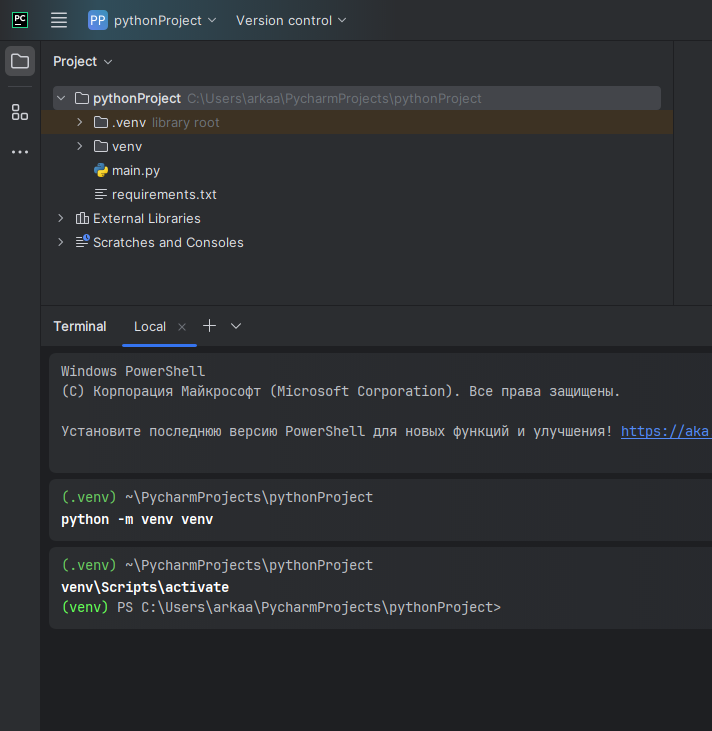 PC PP pythonProject Version control
Project
pythonProject C:\Users\arkaa\PycharmProjects\pythonProject
.venv library root
venv
main.py
requirements.txt
External Libraries
Scratches and Consoles
Terminal Local
Windows PowerShell
(C) Корпорация Майкрософт (Microsoft Corporation). Все права защищены.
Установите последнюю версию PowerShell для новых функций и улучшения! https://aka
(.venv) ~\PycharmProjects\pythonProject
python -m venv venv
(.venv) ~\PycharmProjects\pythonProject
venv\Scripts\activate
(venv) PS C:\Users\arkaa\PycharmProjects\pythonProject>